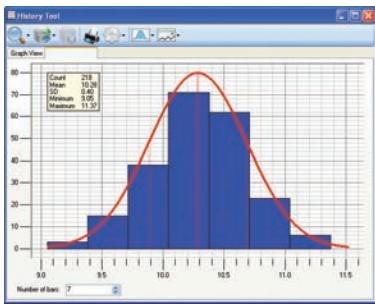 History Tool
Graph View
Count 218
Mean 10.28
SD 0.40
Minimum 9.05
Maximum 11.37
80
70
60
50
40
30
20
10
0
9.0 9.5 10.0 10.5 11.0 11.5
Number of bars: 7